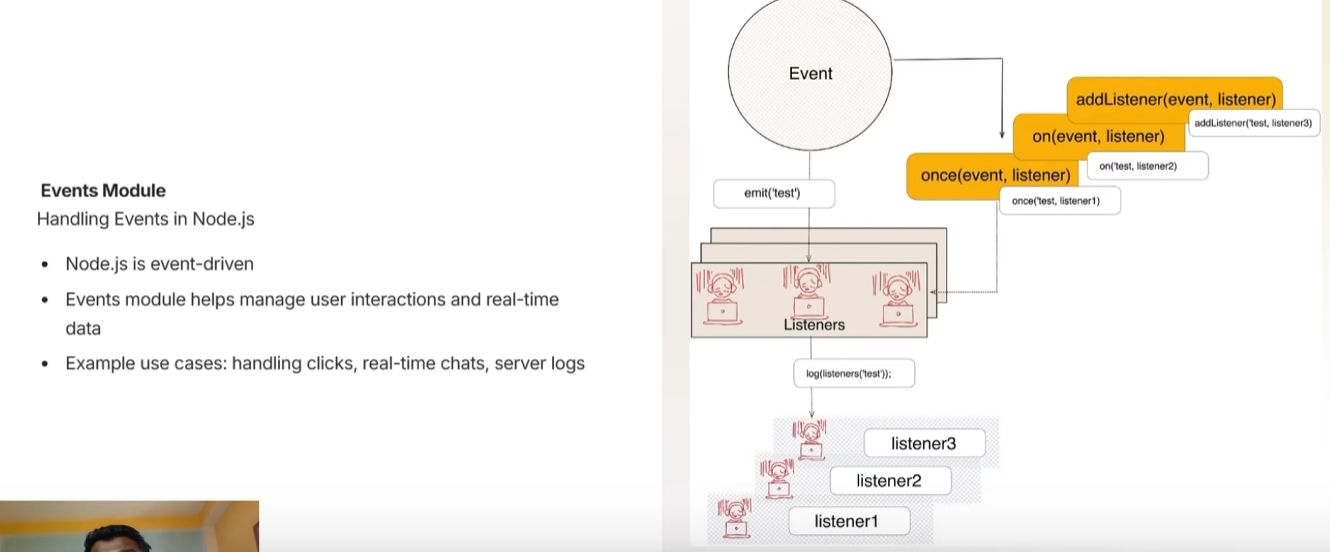 Events Module
Handling Events in Node.js
• Node.js is event-driven
• Events module helps manage user interactions and real-time
data
• Example use cases: handling clicks, real-time chats, server logs
Event
addListener(event, listener)
addListener('test, listener3)
on(event, listener)
on('test, listener2)
once(event, listener)
once('test, listener1)
emit('test')
Listeners
log(listeners('test'));
listener3
listener2
listener1